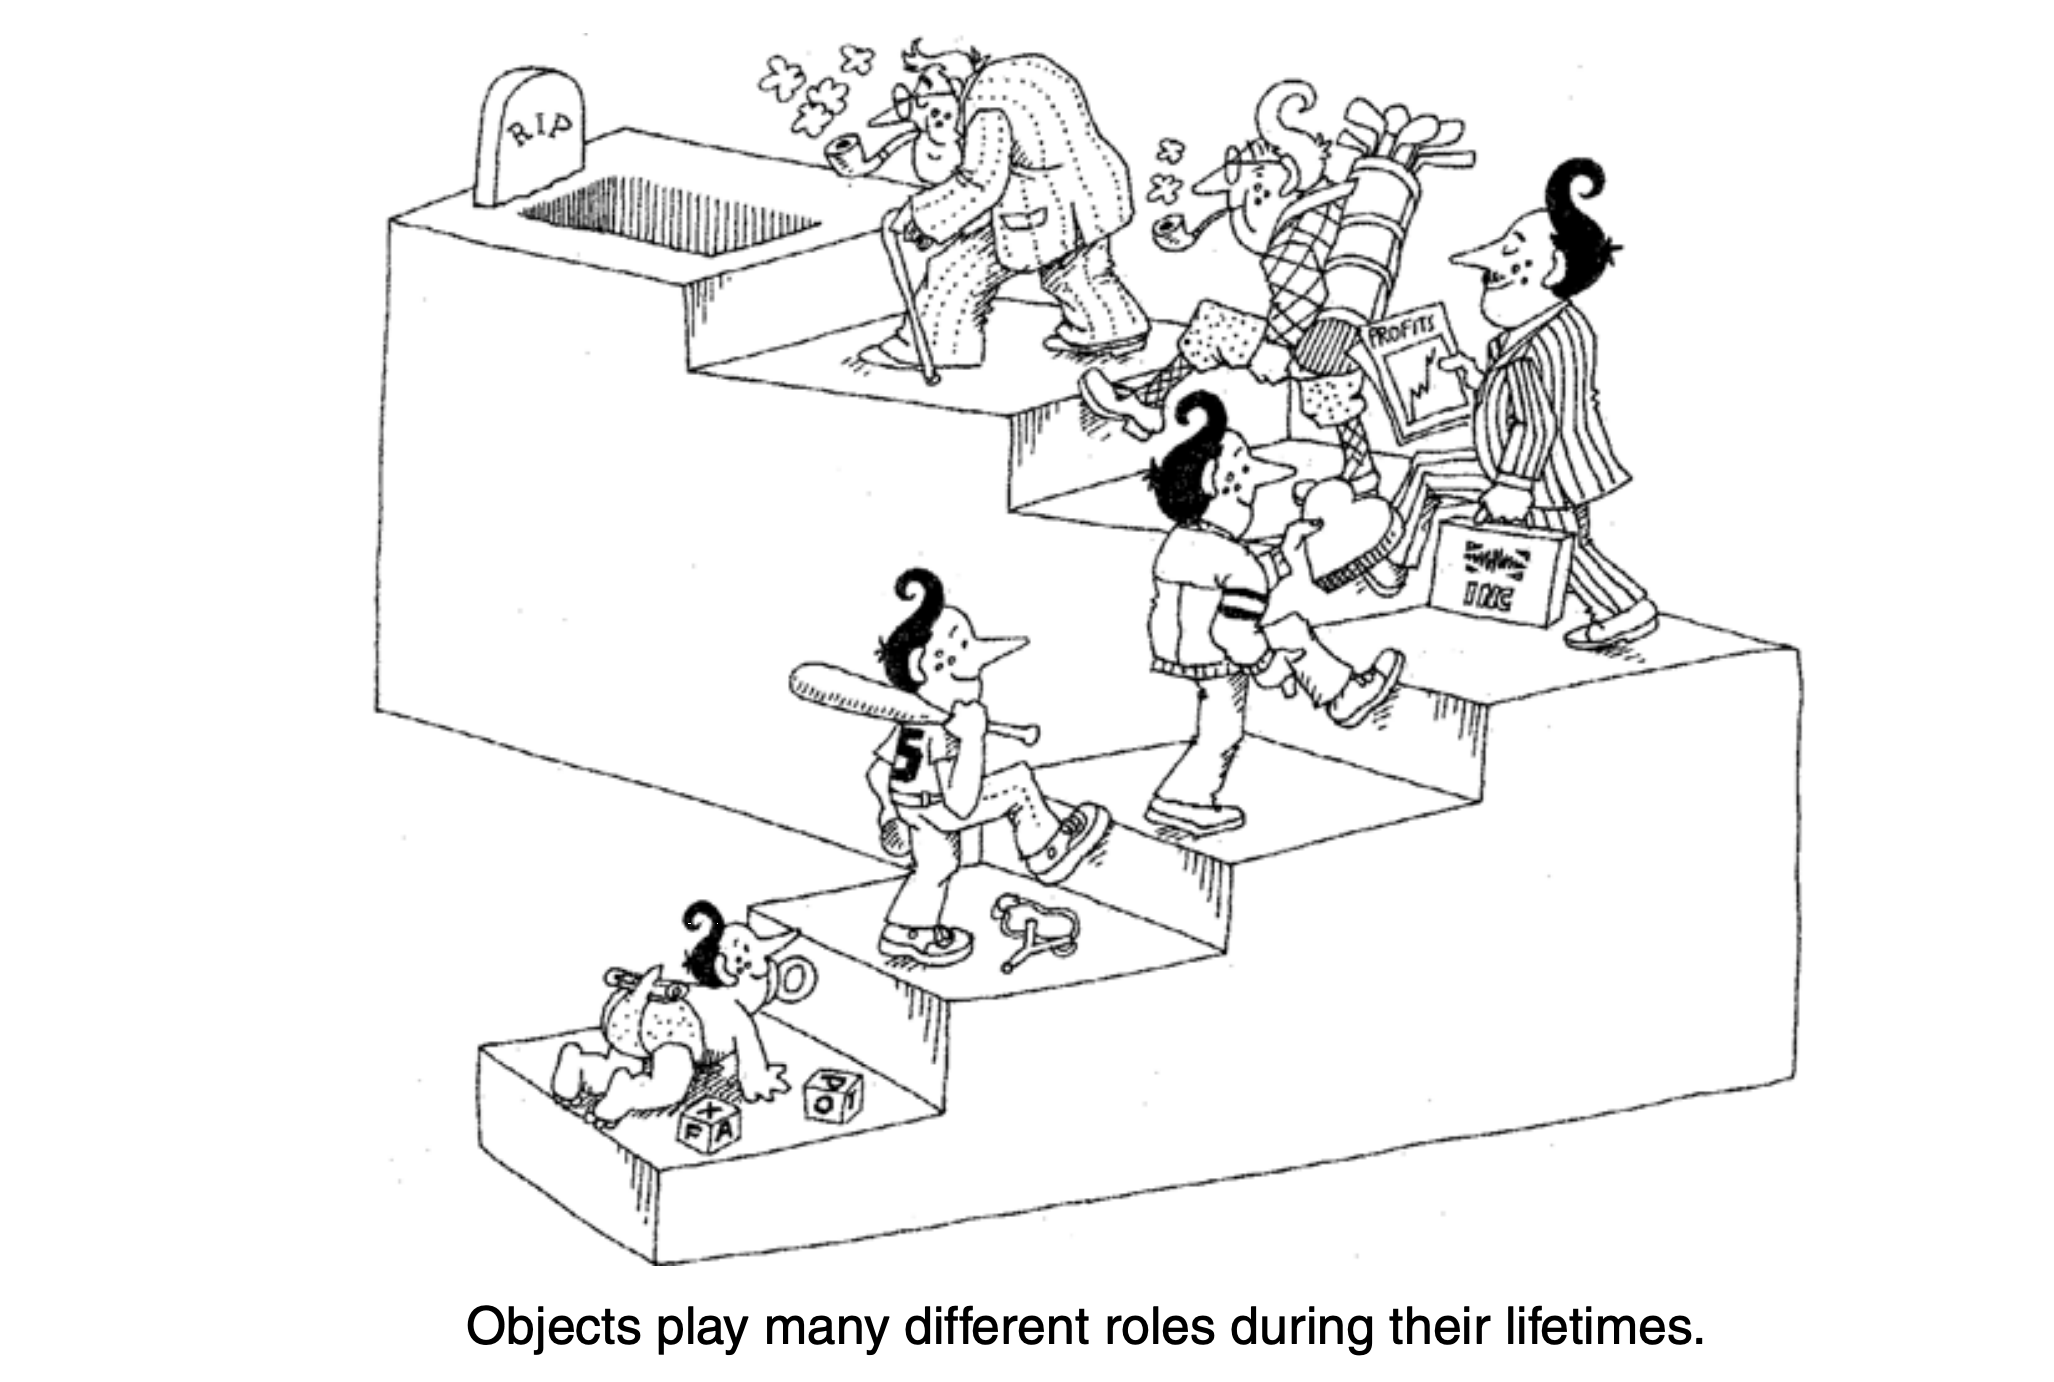 RIP
PROFITS
INC
5
X
F A
D
O T
Objects play many different roles during their lifetimes.